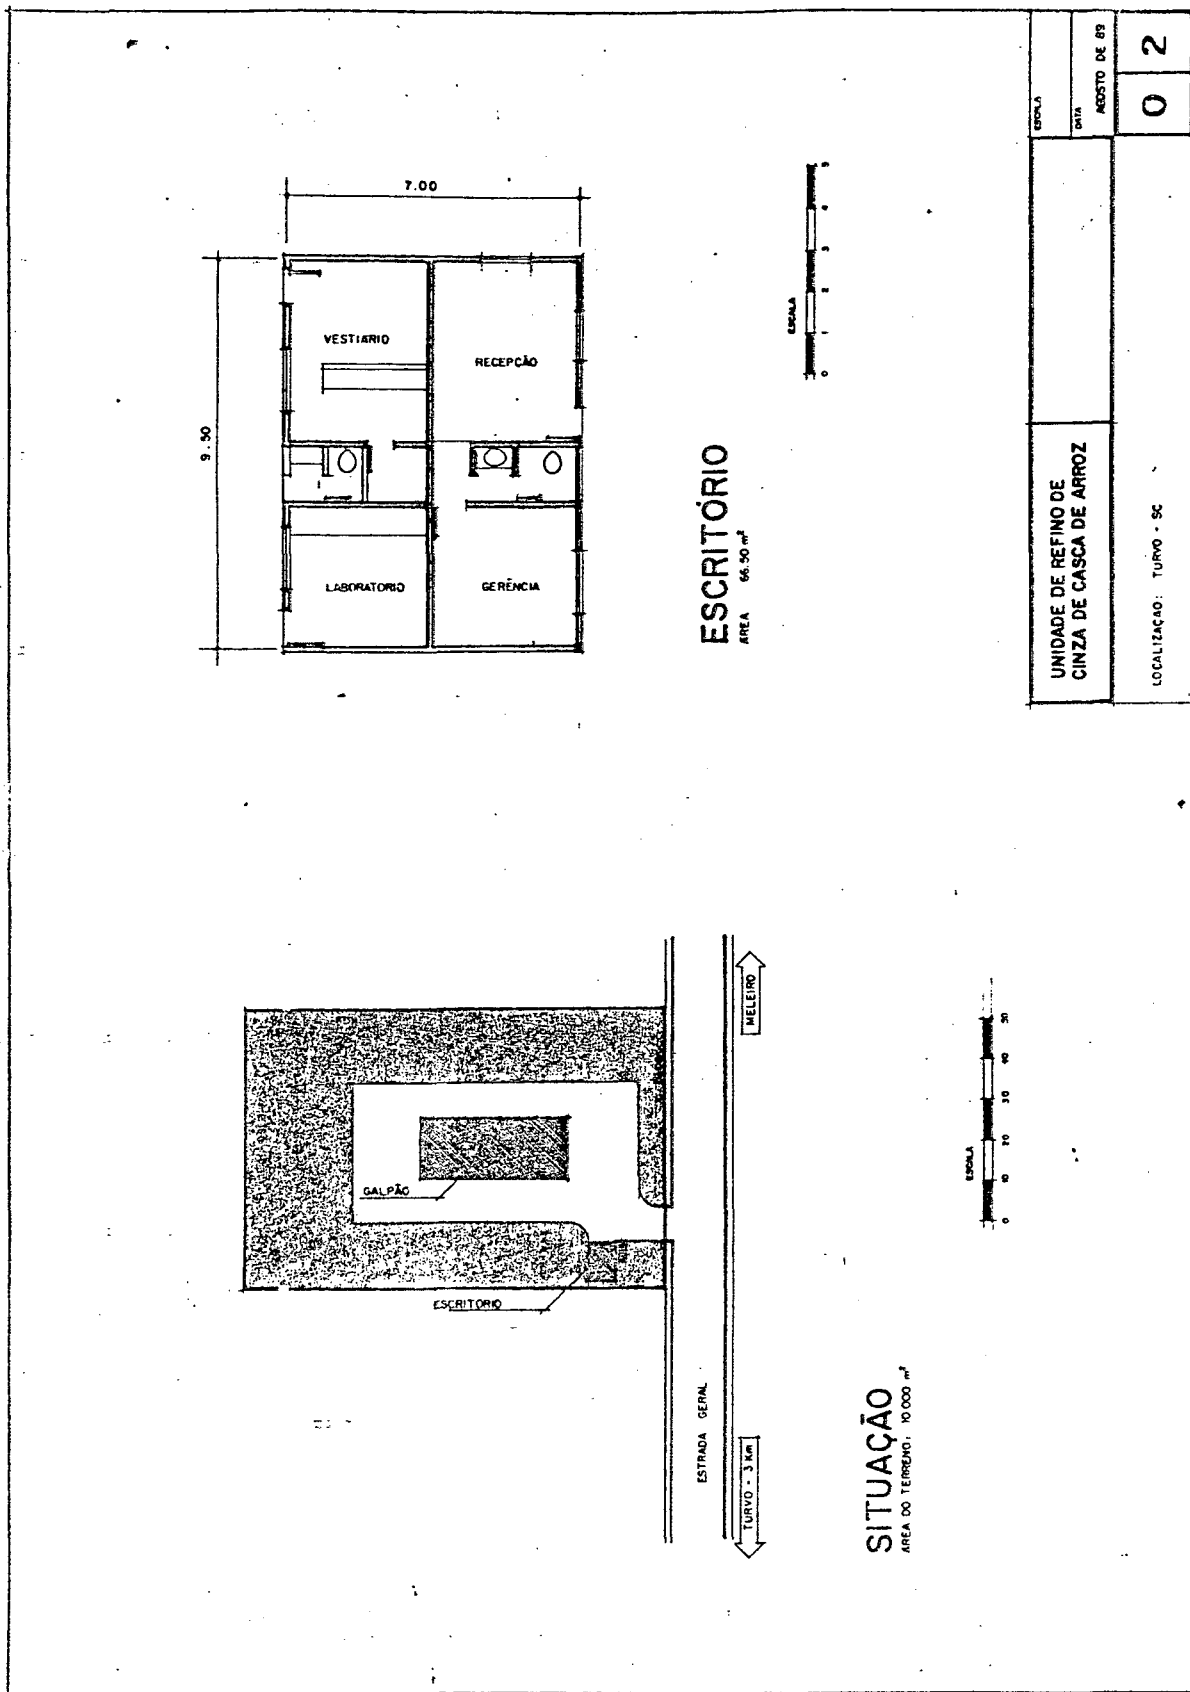 7.00
9.50
VESTIÁRIO
RECEPÇÃO
LABORATORIO
GERÊNCIA
ESCRITÓRIO
AREA 66.50 m²
ESCALA
0 1 2 3 4 5
GALPÃO
ESCRITORIO
ESTRADA GERAL
TURVO - 3 Km
MELEIRO
SITUAÇÃO
AREA DO TERRENO: 10 000 m²
ESCALA
0 10 20 30 40 50
UNIDADE DE REFINO DE
CINZA DE CASCA DE ARROZ
LOCALIZAÇÃO: TURVO - SC
ESCALA
DATA
AGOSTO DE 89
0 2